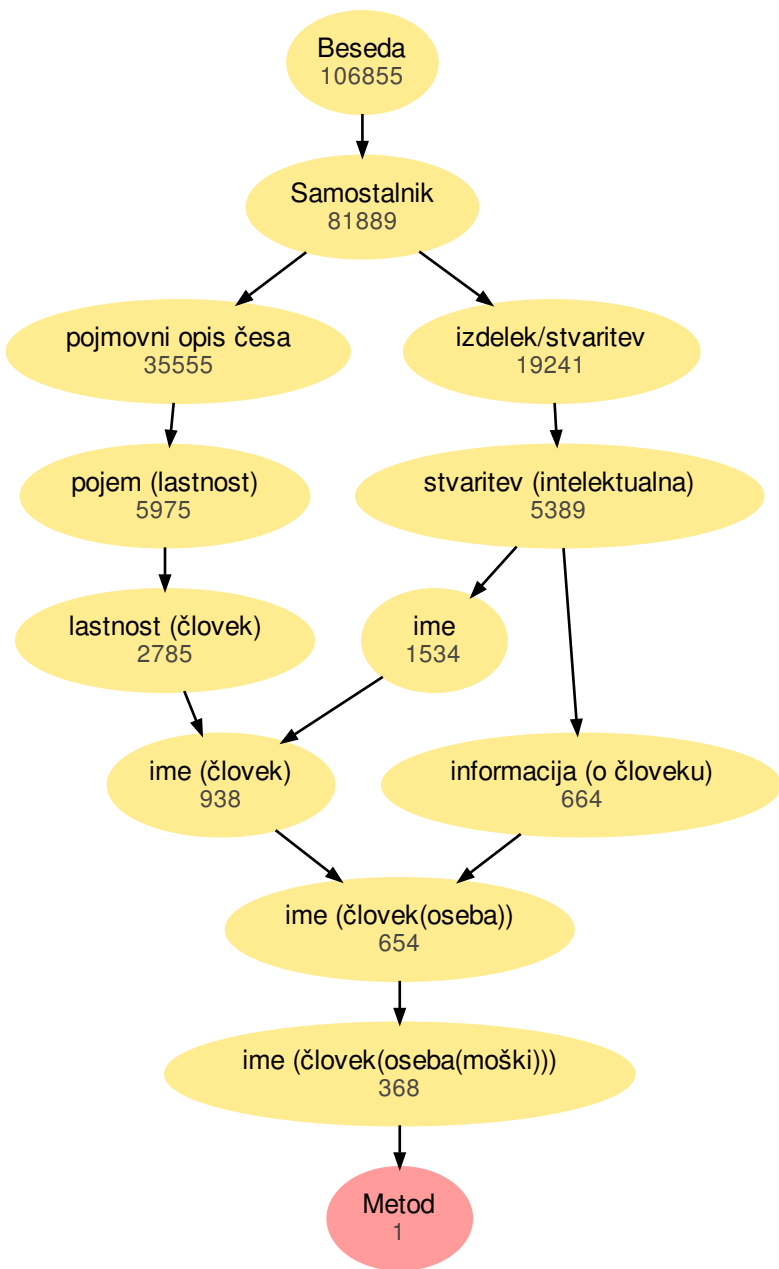 Beseda
106855
Samostalnik
81889
pojmovni opis česa
35555
izdelek/stvaritev
19241
pojem (lastnost)
5975
stvaritev (intelektualna)
5389
lastnost (človek)
2785
ime
1534
ime (človek)
938
informacija (o človeku)
664
ime (človek(oseba))
654
ime (človek(oseba(moški)))
368
Metod
1